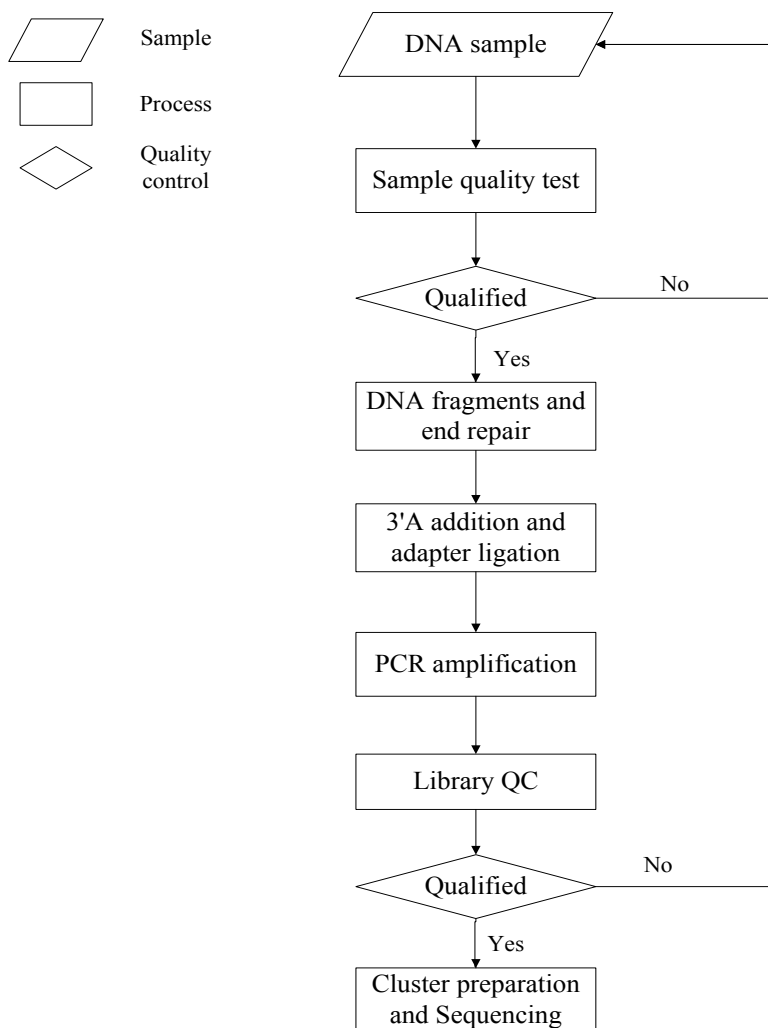 Sample
Process
Quality
control
DNA sample
Sample quality test
Qualified
No
Yes
DNA fragments and
end repair
3'A addition and
adapter ligation
PCR amplification
Library QC
Qualified
No
Yes
Cluster preparation
and Sequencing